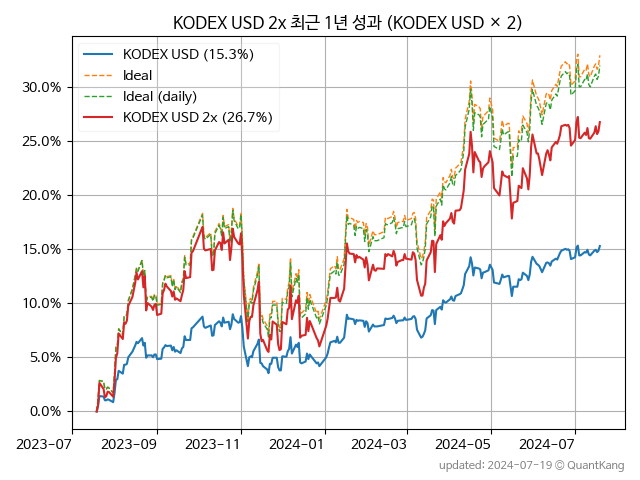 KODEX USD 2x 최근 1년 성과 (KODEX USD × 2)
KODEX USD (15.3%)
Ideal
Ideal (daily)
KODEX USD 2x (26.7%)
30.0%
25.0%
20.0%
15.0%
10.0%
5.0%
0.0%
2023-07 2023-09 2023-11 2024-01 2024-03 2024-05 2024-07
updated: 2024-07-19 © QuantKang